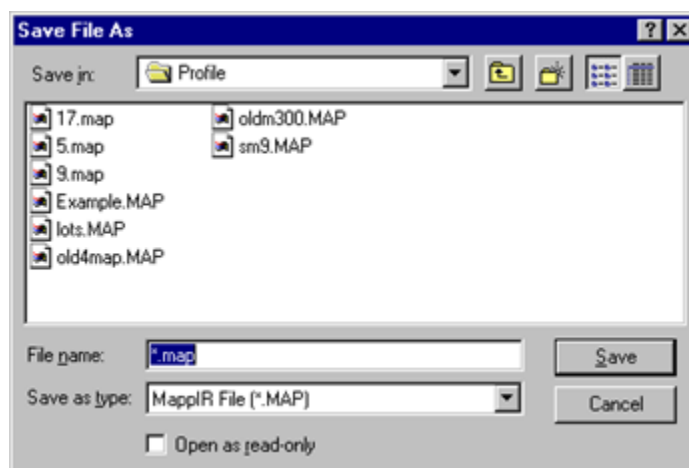 Save File As
Save in: Profile
17.map oldm300.MAP
5.map sm9.MAP
9.map
Example.MAP
lots.MAP
old4map.MAP
File name: *.map Save
Save as type: MappIR File (*.MAP) Cancel
Open as read-only